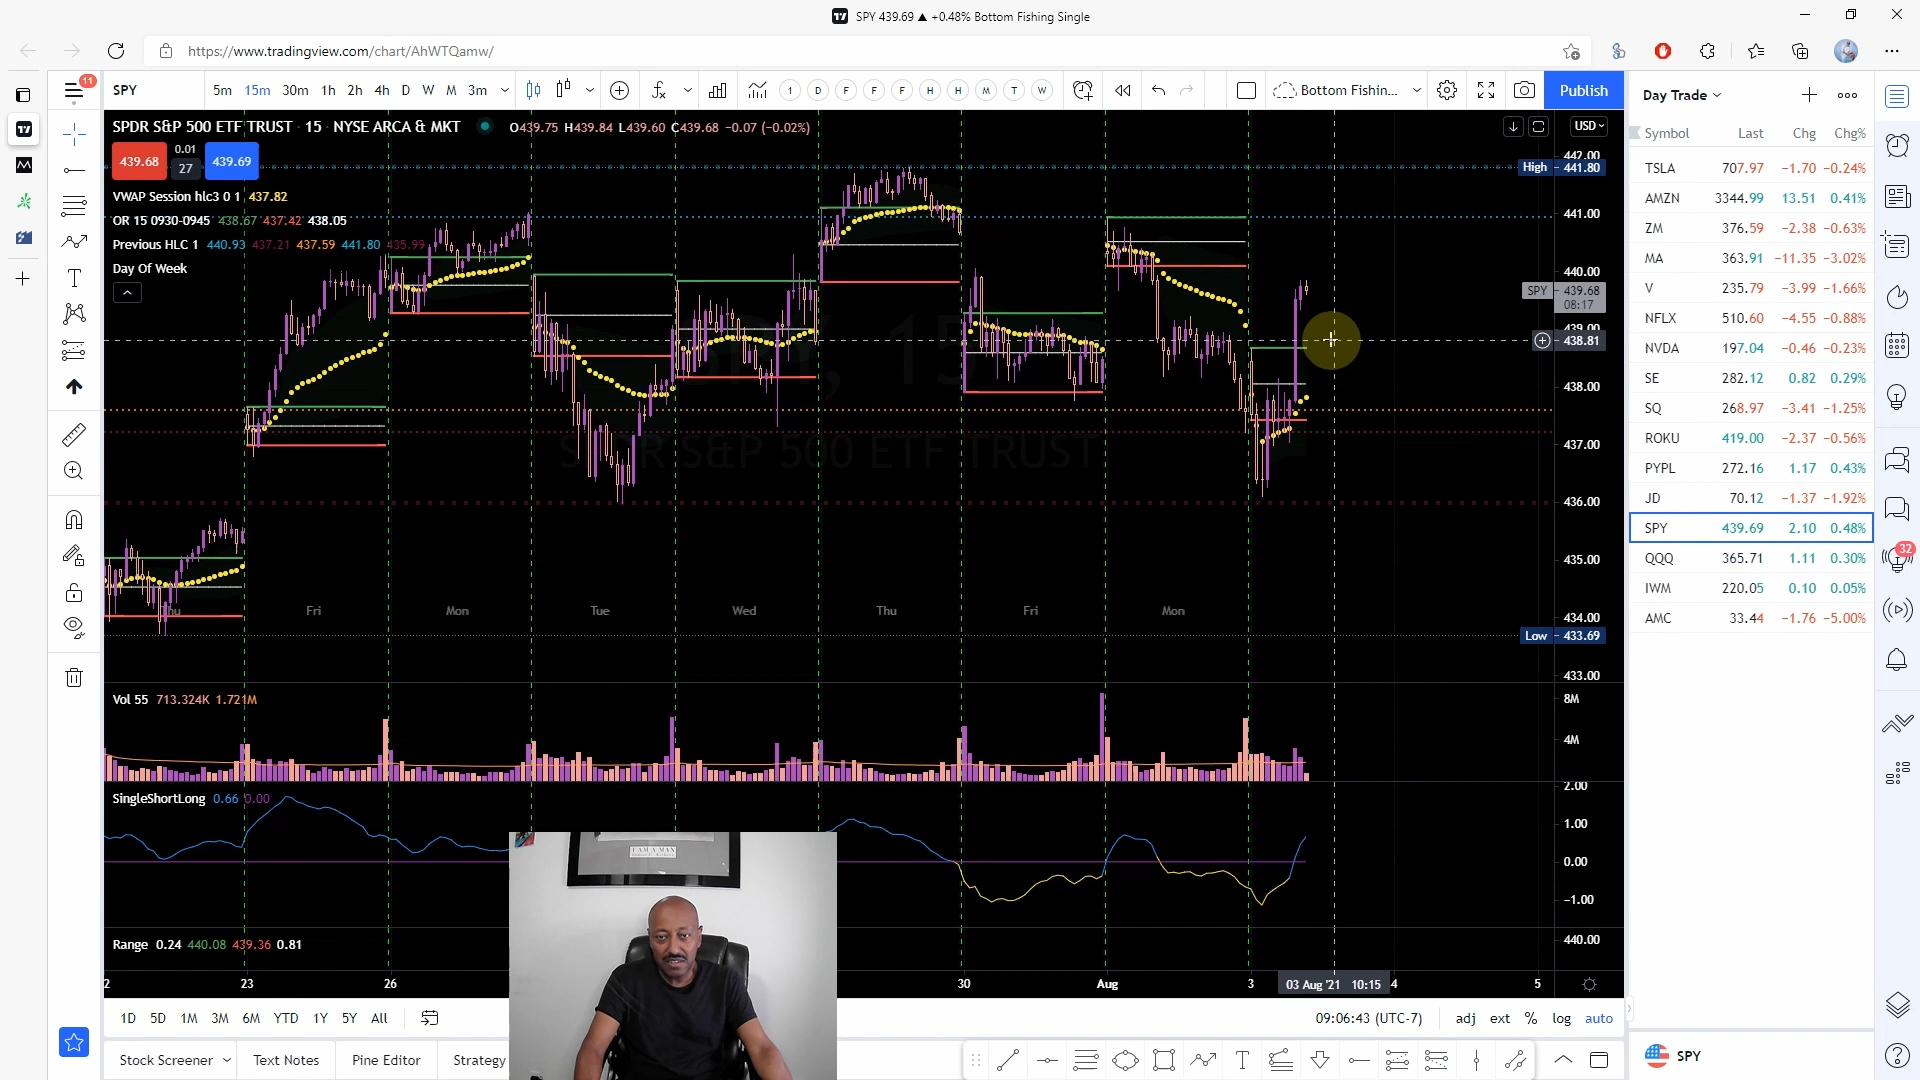 SPY 439.69 ▲ +0.48% Bottom Fishing Single
https://www.tradingview.com/chart/AhWTQamw/
11
SPY 5m 15m 30m 1h 2h 4h D W M 3m 1 D F F F H H M T W Bottom Fishin... Publish
SPDR S&P 500 ETF TRUST · 15 · NYSE ARCA & MKT O439.75 H439.84 L439.60 C439.68 −0.07 (−0.02%)
USD
439.68 0.01 27 439.69
VWAP Session hlc3 0 1 437.82
OR 15 0930-0945 438.67 437.42 438.05
Previous HLC 1 440.93 437.21 437.59 441.80 435.99
Day Of Week
SPY, 15
SPDR S&P 500 ETF TRUST
447.00
High 441.80
441.00
440.00
SPY 439.68
08:17
439.00
438.81
438.00
437.00
436.00
435.00
434.00
Low 433.69
433.00
Thu Fri Mon Tue Wed Thu Fri Mon
Vol 55 713.324K 1.721M
8M
4M
SingleShortLong 0.66 0.00
2.00
1.00
0.00
−1.00
Range 0.24 440.08 439.36 0.81
440.00
I AM A MAN
2 23 26 30 Aug 3 03 Aug '21 10:15 4 5
1D 5D 1M 3M 6M YTD 1Y 5Y All
09:06:43 (UTC-7) adj ext % log auto
Stock Screener Text Notes Pine Editor Strategy
Day Trade
Symbol Last Chg Chg%
TSLA 707.97 −1.70 −0.24%
AMZN 3344.99 13.51 0.41%
ZM 376.59 −2.38 −0.63%
MA 363.91 −11.35 −3.02%
V 235.79 −3.99 −1.66%
NFLX 510.60 −4.55 −0.88%
NVDA 197.04 −0.46 −0.23%
SE 282.12 0.82 0.29%
SQ 268.97 −3.41 −1.25%
ROKU 419.00 −2.37 −0.56%
PYPL 272.16 1.17 0.43%
JD 70.12 −1.37 −1.92%
SPY 439.69 2.10 0.48%
QQQ 365.71 1.11 0.30%
IWM 220.05 0.10 0.05%
AMC 33.44 −1.76 −5.00%
32
SPY